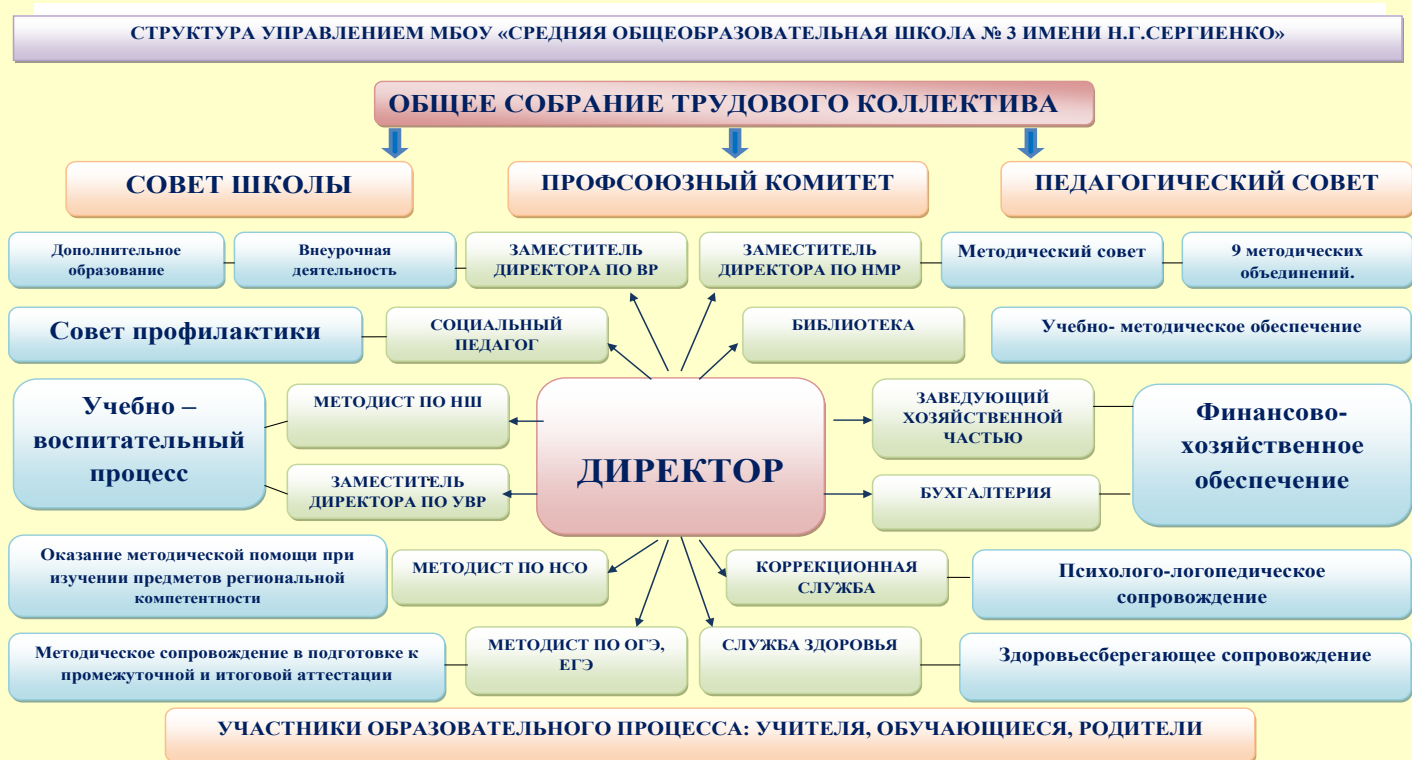 СТРУКТУРА УПРАВЛЕНИЕМ МБОУ «СРЕДНЯЯ ОБЩЕОБРАЗОВАТЕЛЬНАЯ ШКОЛА № 3 ИМЕНИ Н.Г.СЕРГИЕНКО»
ОБЩЕЕ СОБРАНИЕ ТРУДОВОГО КОЛЛЕКТИВА
СОВЕТ ШКОЛЫ
ПРОФСОЮЗНЫЙ КОМИТЕТ
ПЕДАГОГИЧЕСКИЙ СОВЕТ
Дополнительное
образование
Внеурочная
деятельность
ЗАМЕСТИТЕЛЬ
ДИРЕКТОРА ПО ВР
ЗАМЕСТИТЕЛЬ
ДИРЕКТОРА ПО НМР
Методический совет
9 методических
объединений.
Совет профилактики
СОЦИАЛЬНЫЙ
ПЕДАГОГ
БИБЛИОТЕКА
Учебно- методическое обеспечение
Учебно –
воспитательный
процесс
МЕТОДИСТ ПО НШ
ЗАМЕСТИТЕЛЬ
ДИРЕКТОРА ПО УВР
ДИРЕКТОР
ЗАВЕДУЮЩИЙ
ХОЗЯЙСТВЕННОЙ
ЧАСТЬЮ
БУХГАЛТЕРИЯ
Финансово-
хозяйственное
обеспечение
Оказание методической помощи при
изучении предметов региональной
компетентности
МЕТОДИСТ ПО НСО
КОРРЕКЦИОННАЯ
СЛУЖБА
Психолого-логопедическое
сопровождение
Методическое сопровождение в подготовке к
промежуточной и итоговой аттестации
МЕТОДИСТ ПО ОГЭ,
ЕГЭ
СЛУЖБА ЗДОРОВЬЯ
Здоровьесберегающее сопровождение
УЧАСТНИКИ ОБРАЗОВАТЕЛЬНОГО ПРОЦЕССА: УЧИТЕЛЯ, ОБУЧАЮЩИЕСЯ, РОДИТЕЛИ